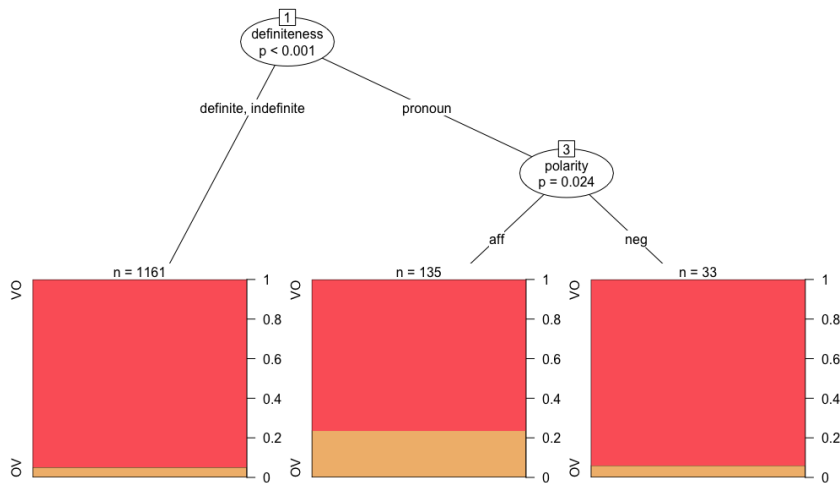 1
definiteness
p < 0.001
definite, indefinite
pronoun
3
polarity
p = 0.024
aff
neg
n = 1161
VO
OV
1
0.8
0.6
0.4
0.2
0
n = 135
VO
OV
1
0.8
0.6
0.4
0.2
0
n = 33
VO
OV
1
0.8
0.6
0.4
0.2
0